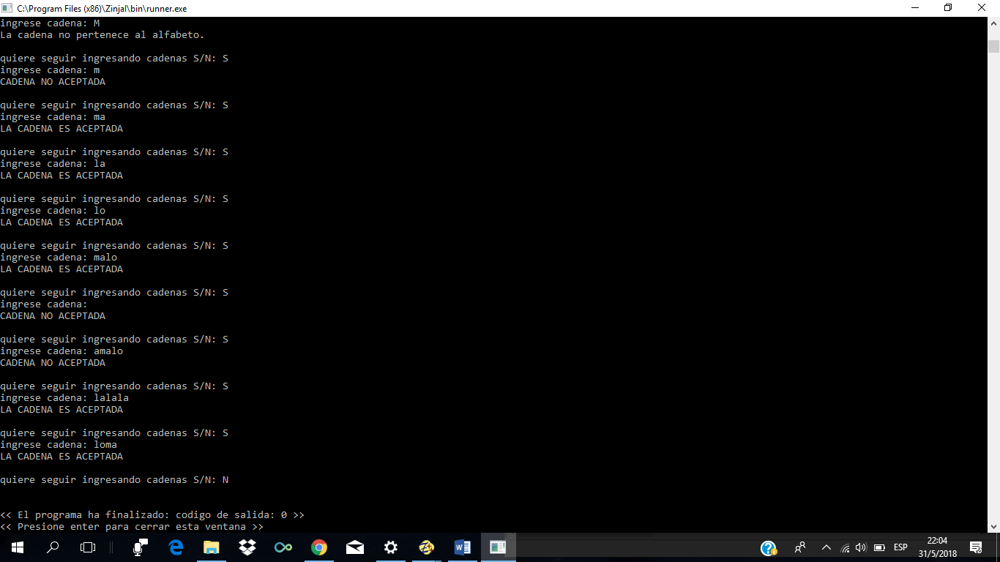 C:\Program Files (x86)\Zinjal\bin\runner.exe
ingrese cadena: M
La cadena no pertenece al alfabeto.
quiere seguir ingresando cadenas S/N: S
ingrese cadena: m
CADENA NO ACEPTADA
quiere seguir ingresando cadenas S/N: S
ingrese cadena: ma
LA CADENA ES ACEPTADA
quiere seguir ingresando cadenas S/N: S
ingrese cadena: la
LA CADENA ES ACEPTADA
quiere seguir ingresando cadenas S/N: S
ingrese cadena: lo
LA CADENA ES ACEPTADA
quiere seguir ingresando cadenas S/N: S
ingrese cadena: malo
LA CADENA ES ACEPTADA
quiere seguir ingresando cadenas S/N: S
ingrese cadena:
CADENA NO ACEPTADA
quiere seguir ingresando cadenas S/N: S
ingrese cadena: amalo
CADENA NO ACEPTADA
quiere seguir ingresando cadenas S/N: S
ingrese cadena: lalala
LA CADENA ES ACEPTADA
quiere seguir ingresando cadenas S/N: S
ingrese cadena: loma
LA CADENA ES ACEPTADA
quiere seguir ingresando cadenas S/N: N
<< El programa ha finalizado: codigo de salida: 0 >>
<< Presione enter para cerrar esta ventana >>
ESP
22:04
31/5/2018